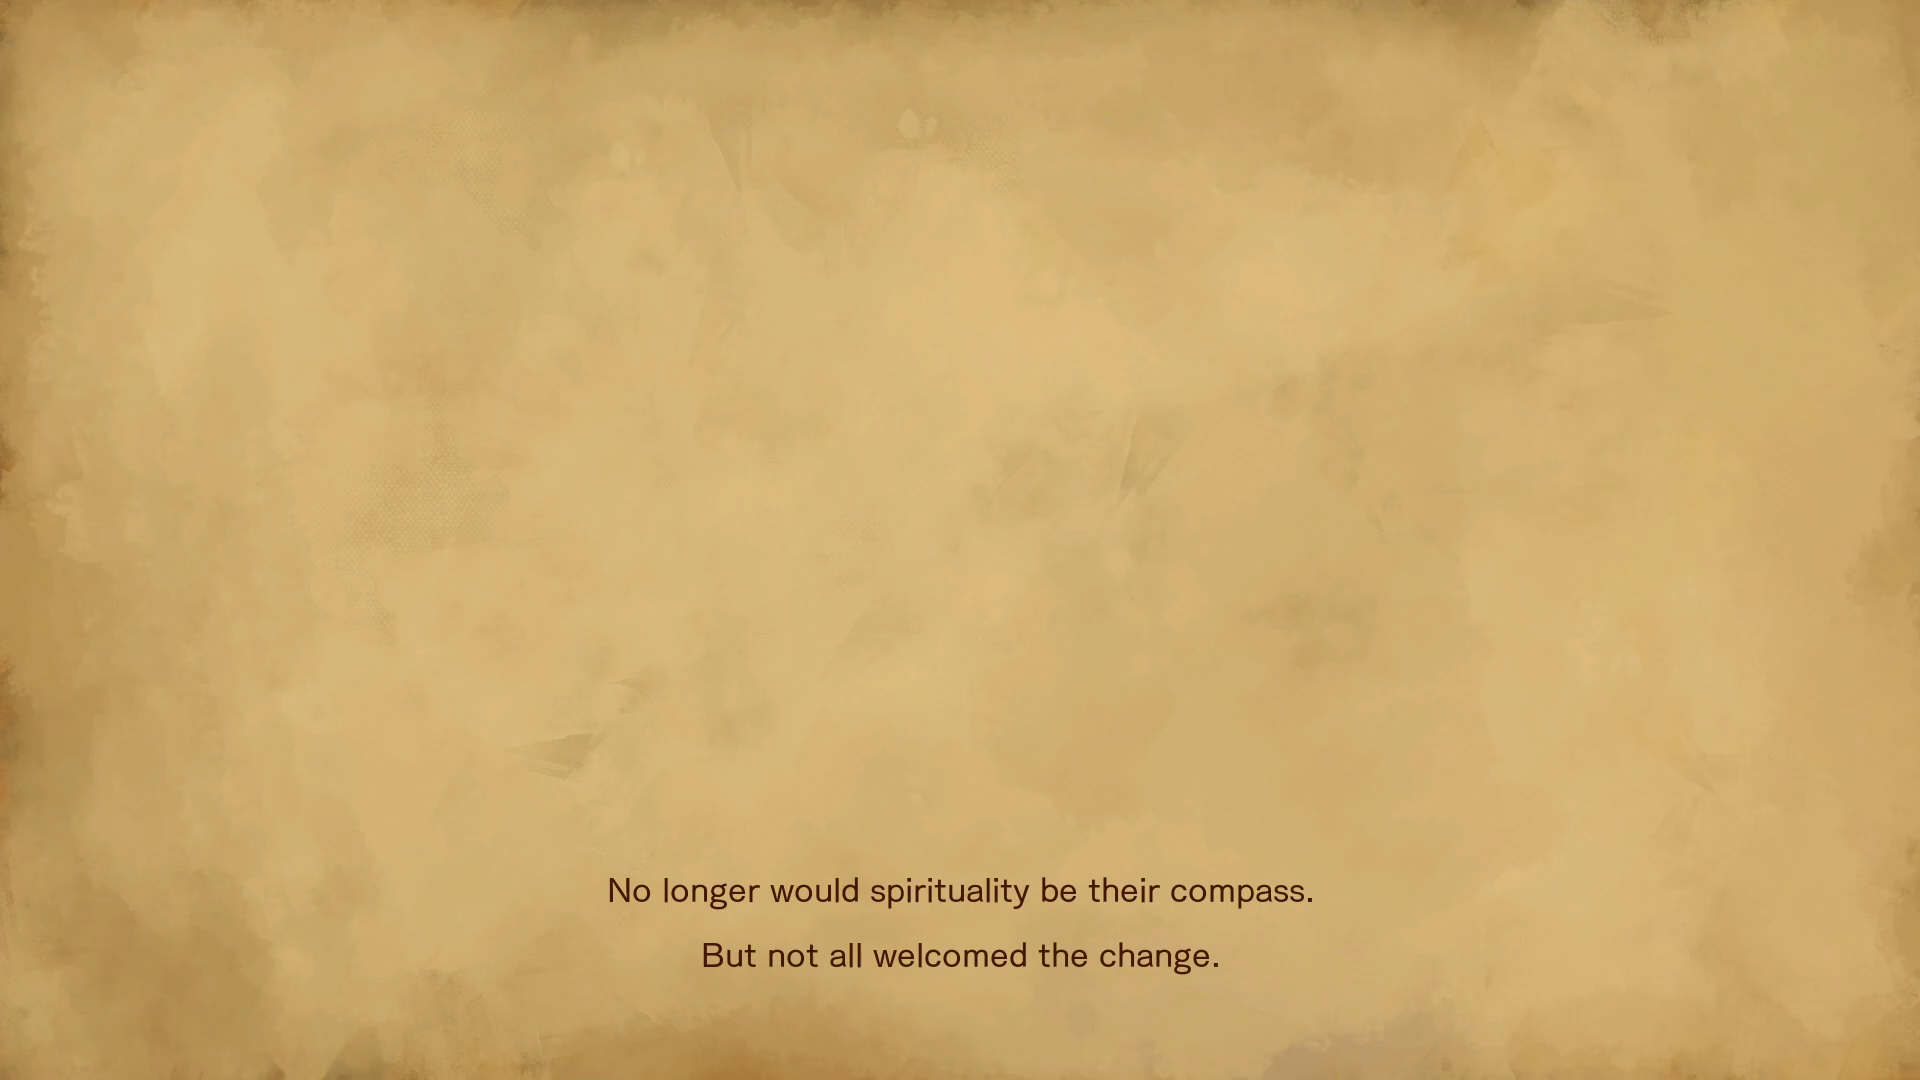 No longer would spirituality be their compass.
But not all welcomed the change.